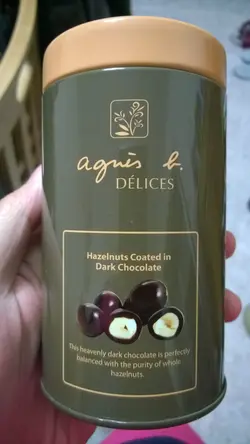 agnès b.
DÉLICES
Hazelnuts Coated in
Dark Chocolate
This heavenly dark chocolate is perfectly
balanced with the purity of whole
hazelnuts.